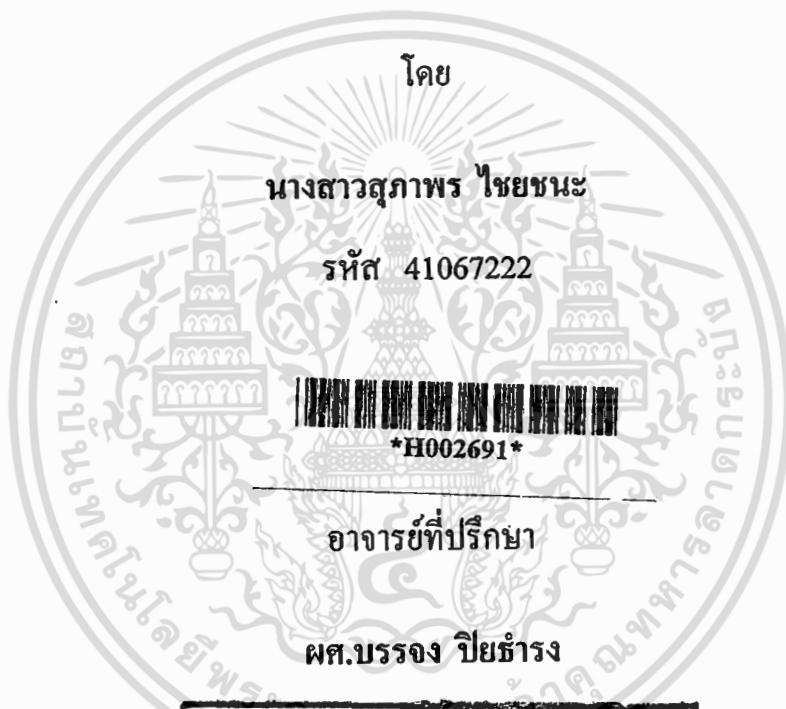 โดย
นางสาวสุภาพร ไชยชนะ
รหัส 41067222
*H002691*
อาจารย์ที่ปรึกษา
ผศ.บรรจง ปิยธำรง